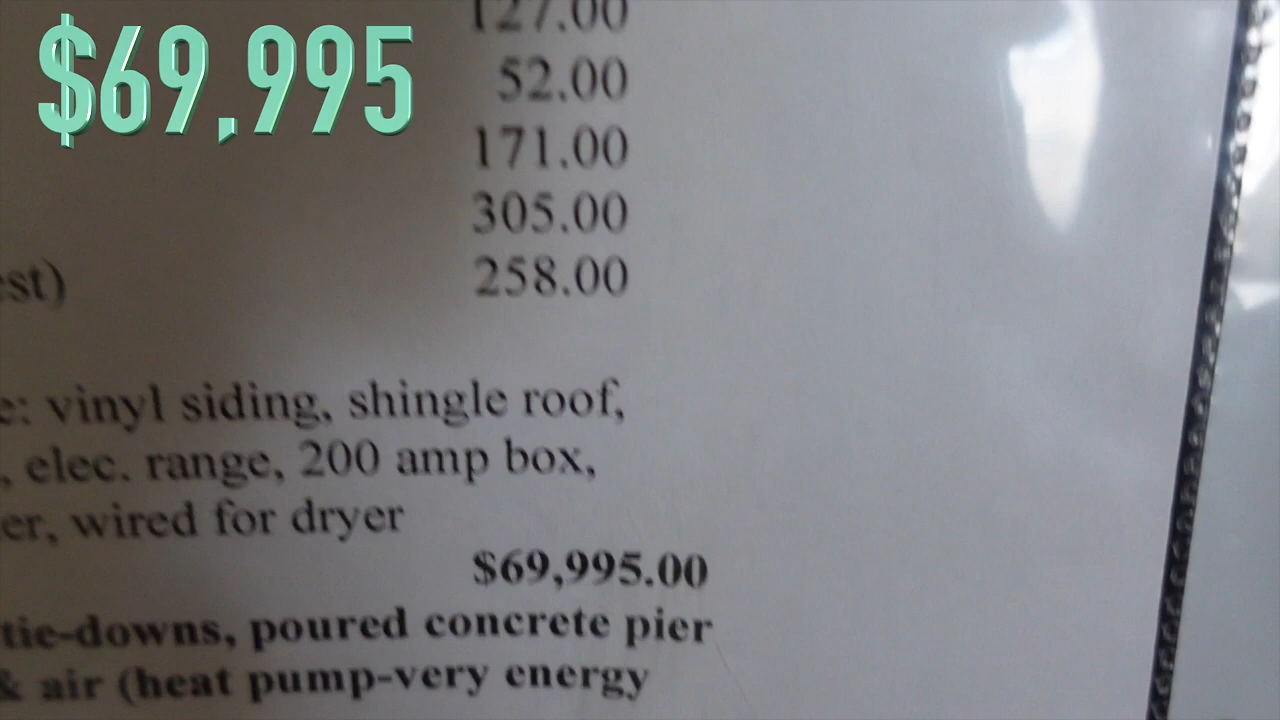 $69,995
127.00
52.00
171.00
305.00
est) 258.00
e: vinyl siding, shingle roof,
, elec. range, 200 amp box,
er, wired for dryer
$69,995.00
tie-downs, poured concrete pier
& air (heat pump-very energy